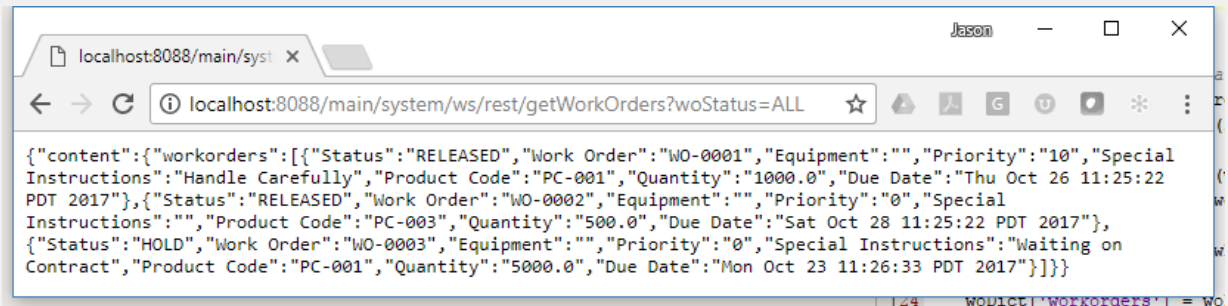 Jason
localhost:8088/main/syst
localhost:8088/main/system/ws/rest/getWorkOrders?woStatus=ALL
{"content":{"workorders":[{"Status":"RELEASED","Work Order":"WO-0001","Equipment":"","Priority":"10","Special
Instructions":"Handle Carefully","Product Code":"PC-001","Quantity":"1000.0","Due Date":"Thu Oct 26 11:25:22
PDT 2017"},{"Status":"RELEASED","Work Order":"WO-0002","Equipment":"","Priority":"0","Special
Instructions":"","Product Code":"PC-003","Quantity":"500.0","Due Date":"Sat Oct 28 11:25:22 PDT 2017"},
{"Status":"HOLD","Work Order":"WO-0003","Equipment":"","Priority":"0","Special Instructions":"Waiting on
Contract","Product Code":"PC-001","Quantity":"5000.0","Due Date":"Mon Oct 23 11:26:33 PDT 2017"}]}}
124 woDict['workorders'] = wo